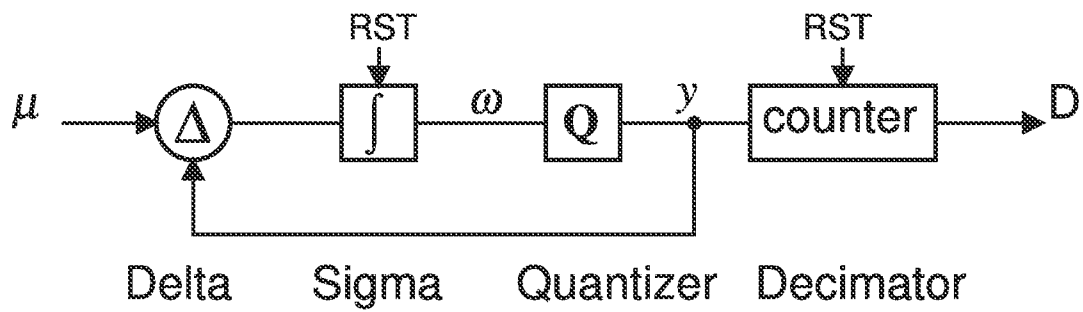 RST RST
μ Δ ∫ ω Q y counter D
Delta Sigma Quantizer Decimator